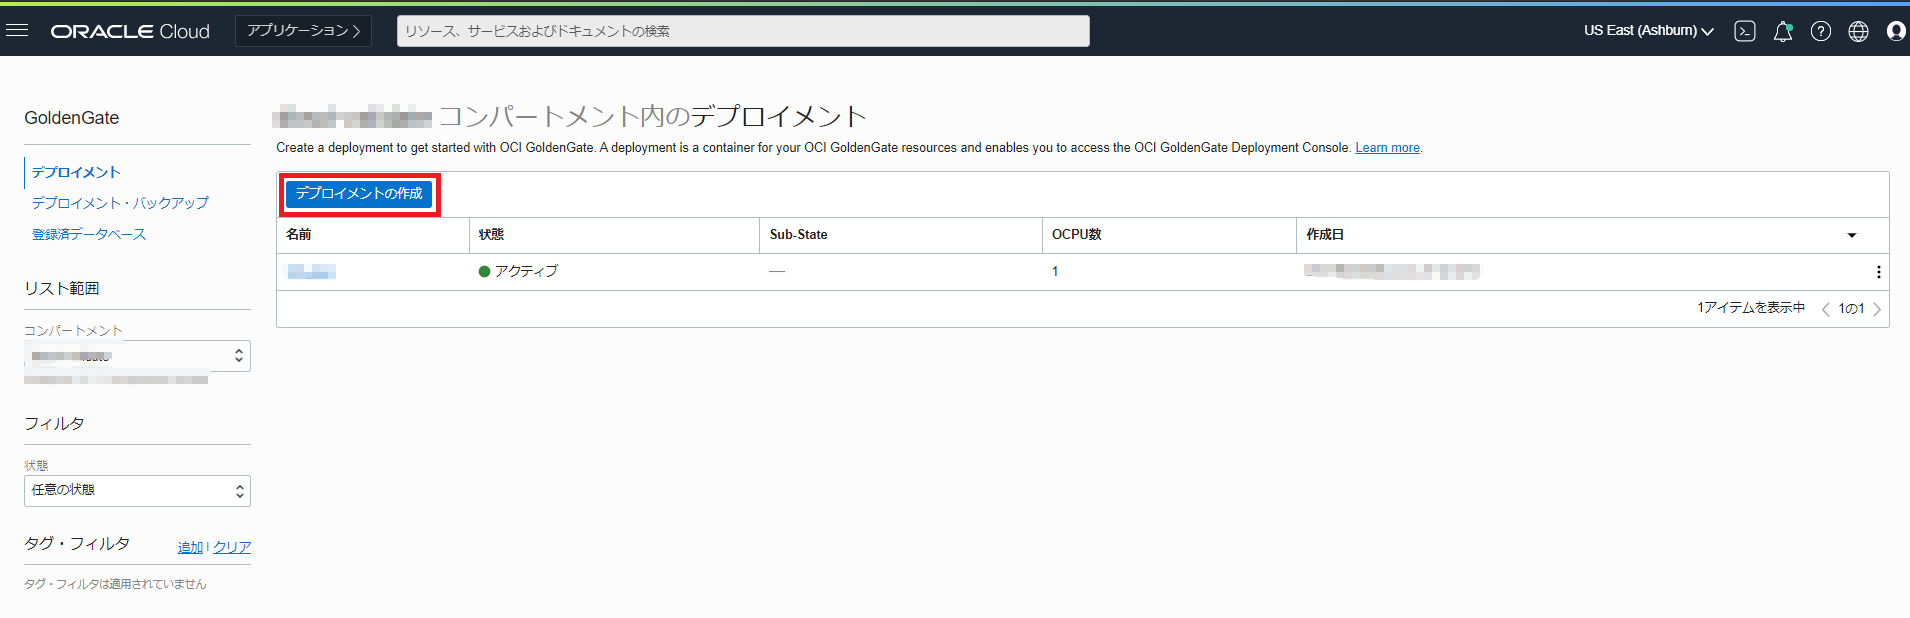 ORACLE Cloud アプリケーション リソース、サービスおよびドキュメントの検索 US East (Ashburn)
GoldenGate
コンパートメント内のデプロイメント
Create a deployment to get started with OCI GoldenGate. A deployment is a container for your OCI GoldenGate resources and enables you to access the OCI GoldenGate Deployment Console. Learn more.
デプロイメント
デプロイメント・バックアップ
登録済データベース
デプロイメントの作成
名前 状態 Sub-State OCPU数 作成日
アクティブ — 1
1アイテムを表示中 1の1
リスト範囲
コンパートメント
フィルタ
状態
任意の状態
タグ・フィルタ 追加 | クリア
タグ・フィルタは適用されていません